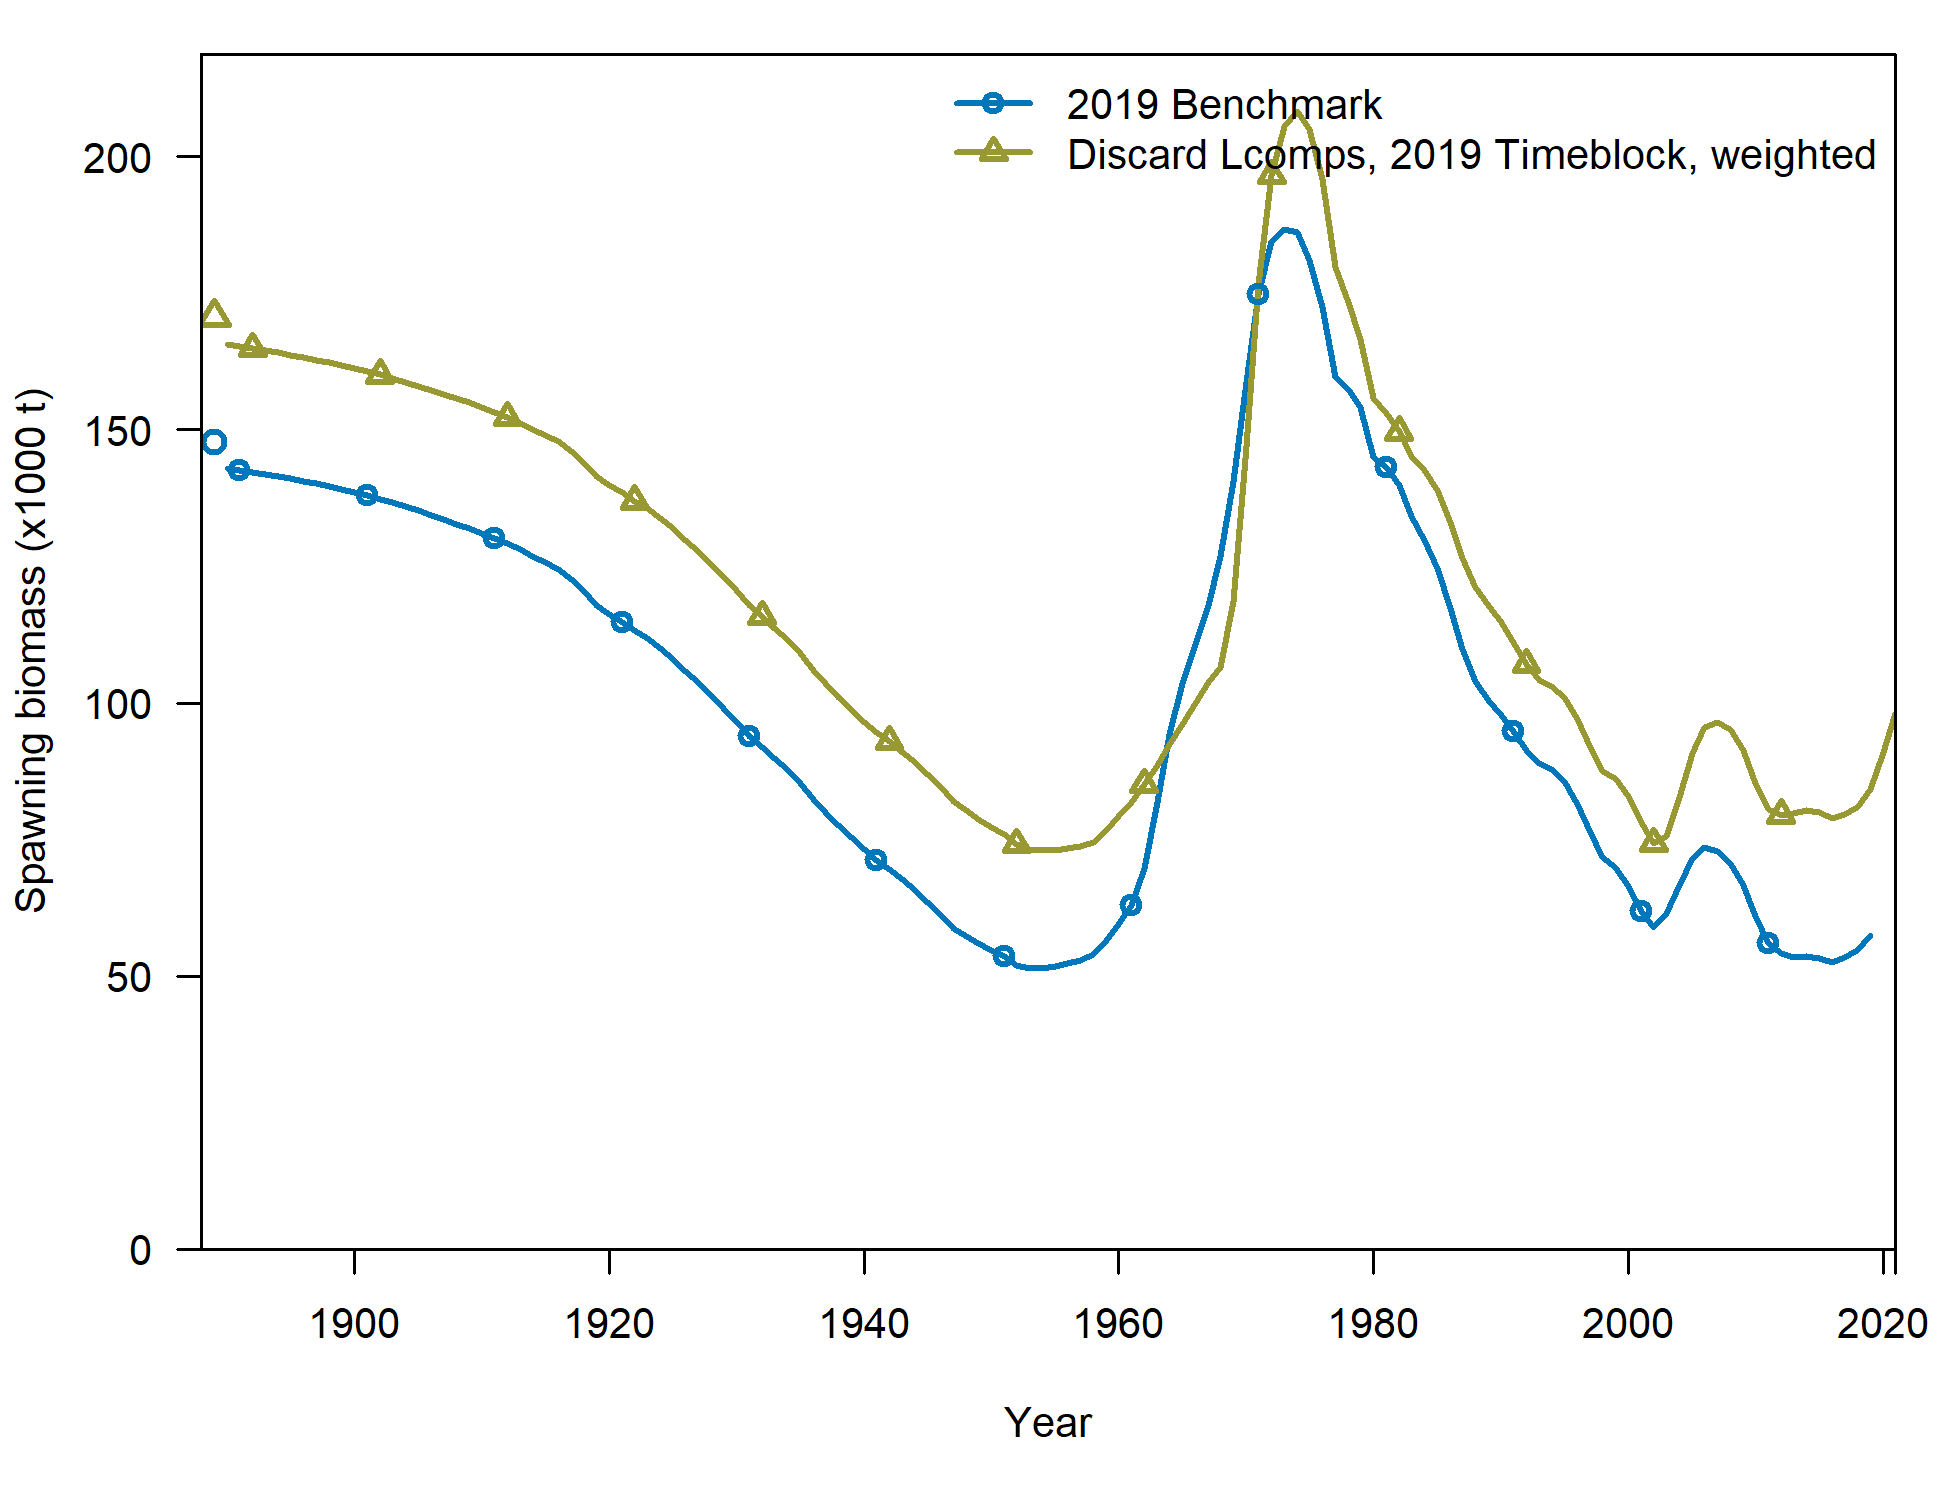 2019 Benchmark
Discard Lcomps, 2019 Timeblock, weighted
200
150
100
50
0
Spawning biomass (x1000 t)
1900 1920 1940 1960 1980 2000 2020
Year